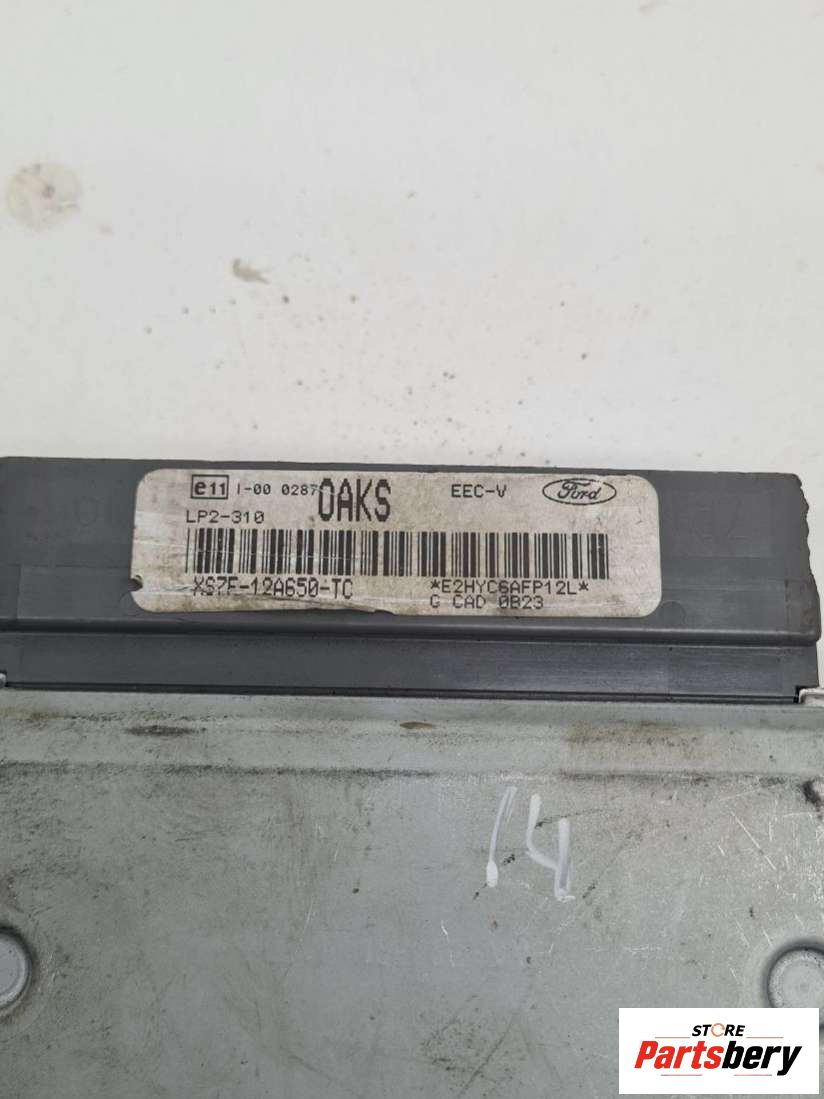 e11 I-00 0287
OAKS
EEC-V
Ford
LP2-310
XS7F-12A650-TC
*E2HYC6AFP12L*
G CAD 0B23
14
STORE
Partsbery